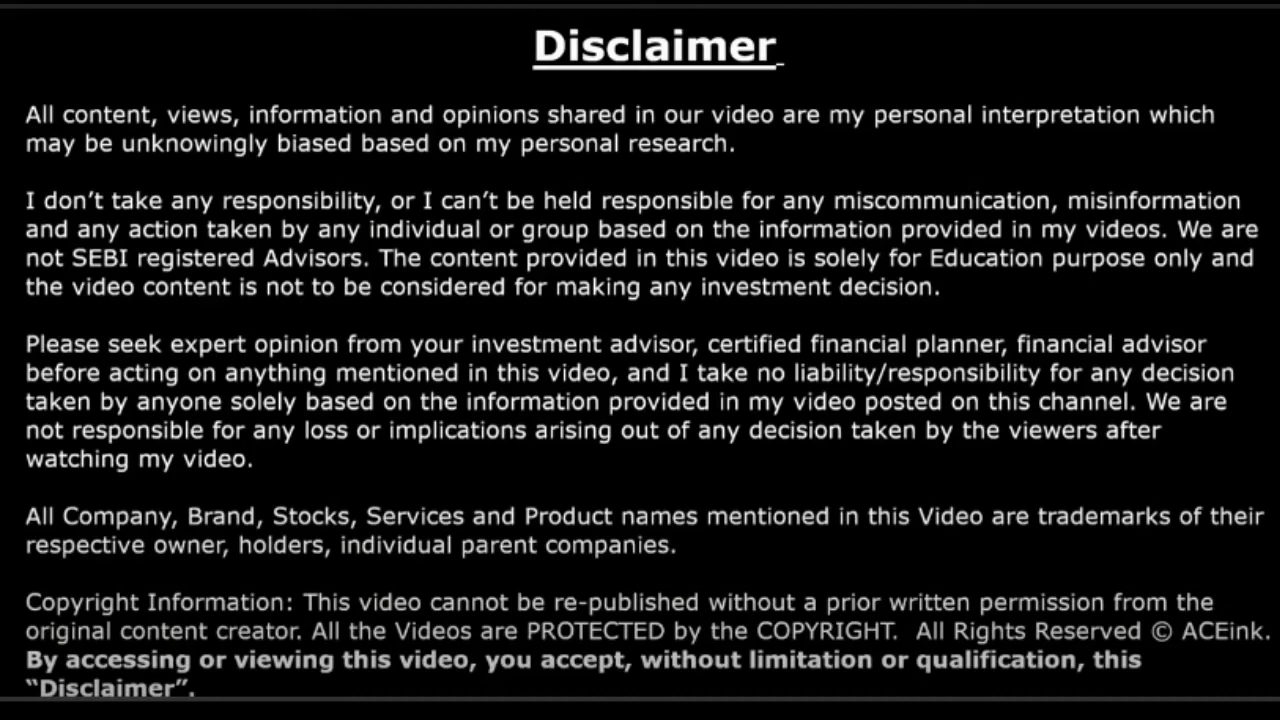 Disclaimer
All content, views, information and opinions shared in our video are my personal interpretation which
may be unknowingly biased based on my personal research.
I don’t take any responsibility, or I can’t be held responsible for any miscommunication, misinformation
and any action taken by any individual or group based on the information provided in my videos. We are
not SEBI registered Advisors. The content provided in this video is solely for Education purpose only and
the video content is not to be considered for making any investment decision.
Please seek expert opinion from your investment advisor, certified financial planner, financial advisor
before acting on anything mentioned in this video, and I take no liability/responsibility for any decision
taken by anyone solely based on the information provided in my video posted on this channel. We are
not responsible for any loss or implications arising out of any decision taken by the viewers after
watching my video.
All Company, Brand, Stocks, Services and Product names mentioned in this Video are trademarks of their
respective owner, holders, individual parent companies.
Copyright Information: This video cannot be re-published without a prior written permission from the
original content creator. All the Videos are PROTECTED by the COPYRIGHT.  All Rights Reserved © ACEink.
By accessing or viewing this video, you accept, without limitation or qualification, this
“Disclaimer”.